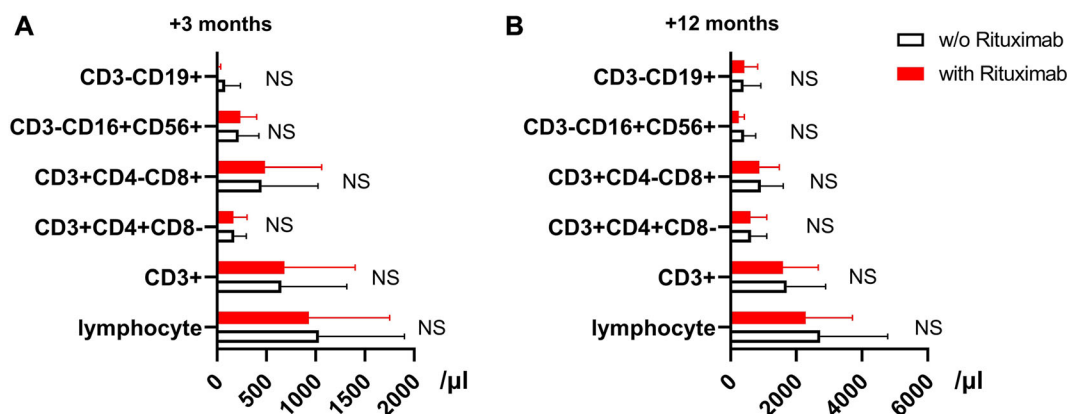 A
+3 months
CD3-CD19+
NS
CD3-CD16+CD56+
NS
CD3+CD4-CD8+
NS
CD3+CD4+CD8-
NS
CD3+
NS
lymphocyte
NS
0
500
1000
1500
2000
/µl
B
+12 months
CD3-CD19+
NS
CD3-CD16+CD56+
NS
CD3+CD4-CD8+
NS
CD3+CD4+CD8-
NS
CD3+
NS
lymphocyte
NS
0
2000
4000
6000
/µl
w/o Rituximab
with Rituximab